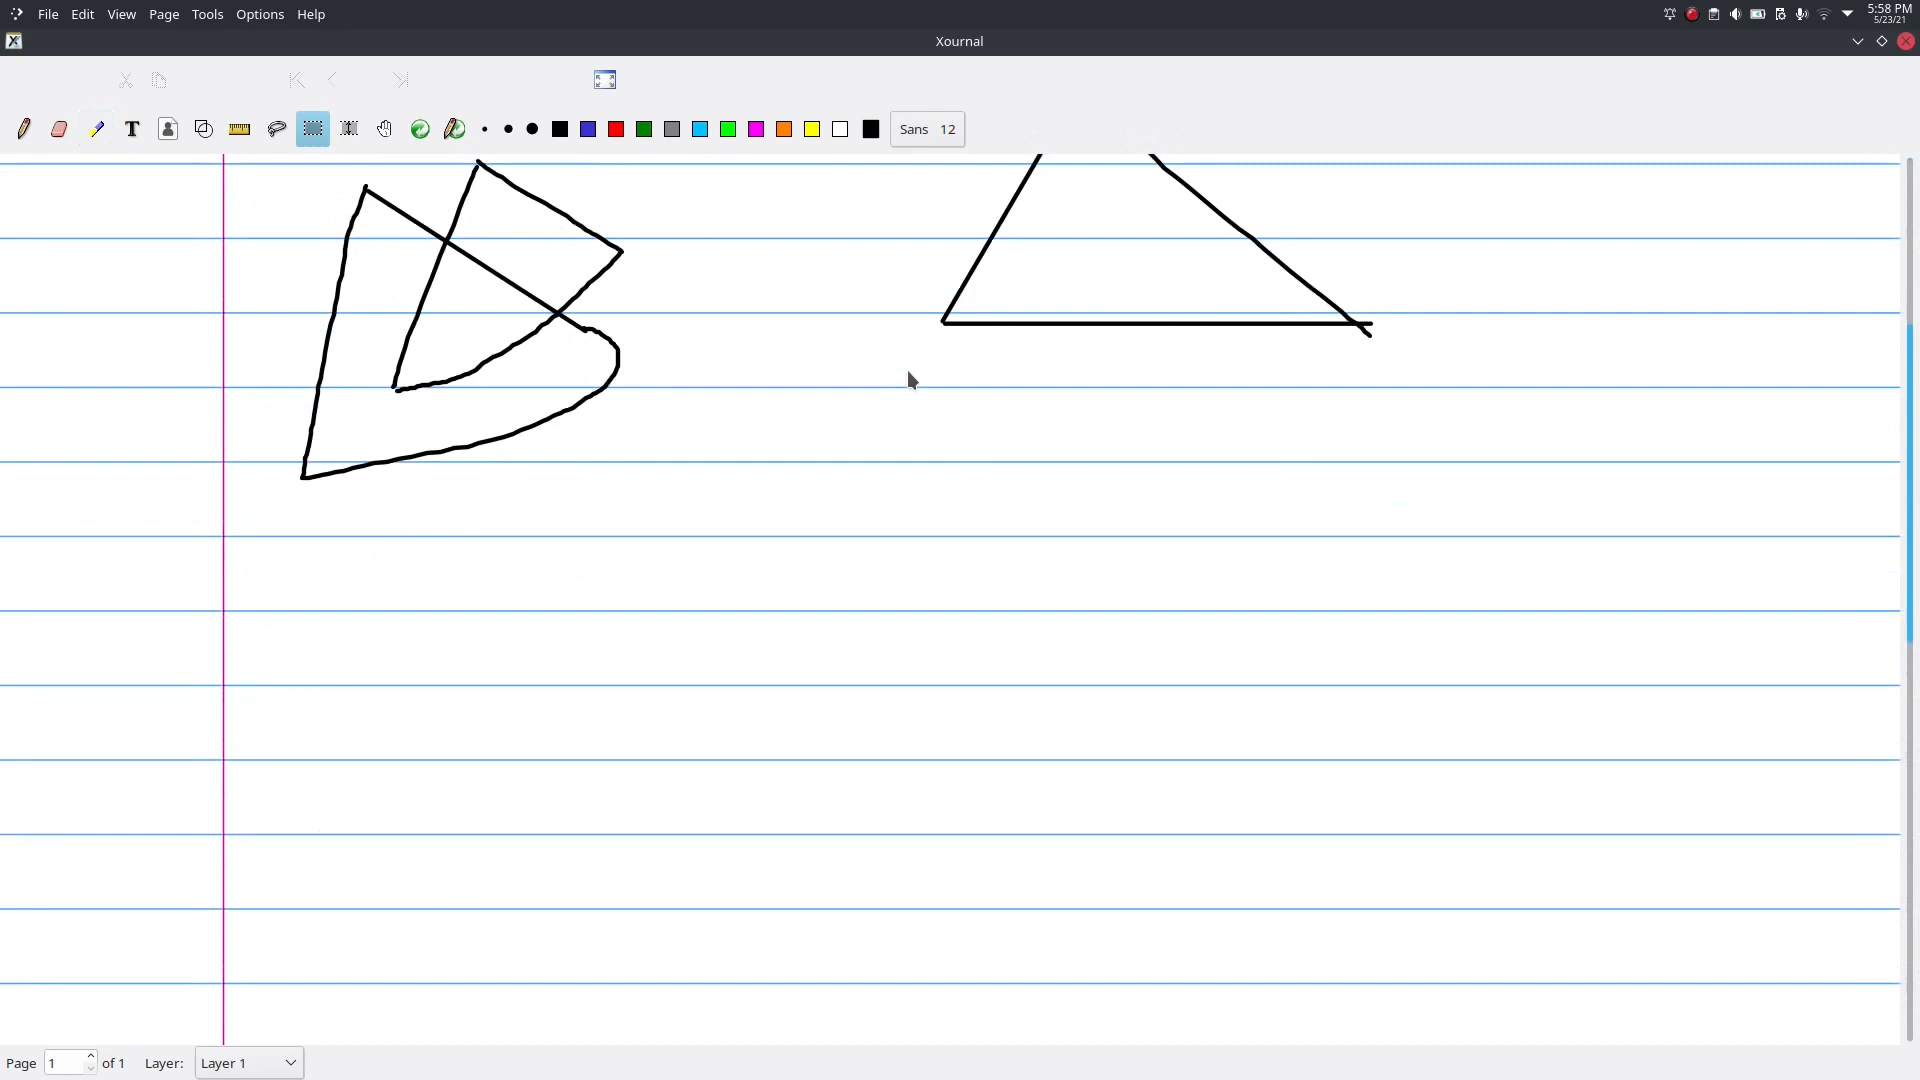 File Edit View Page Tools Options Help 5:58 PM
5/23/21
X Xournal
T Sans 12
Page 1 of 1 Layer: Layer 1